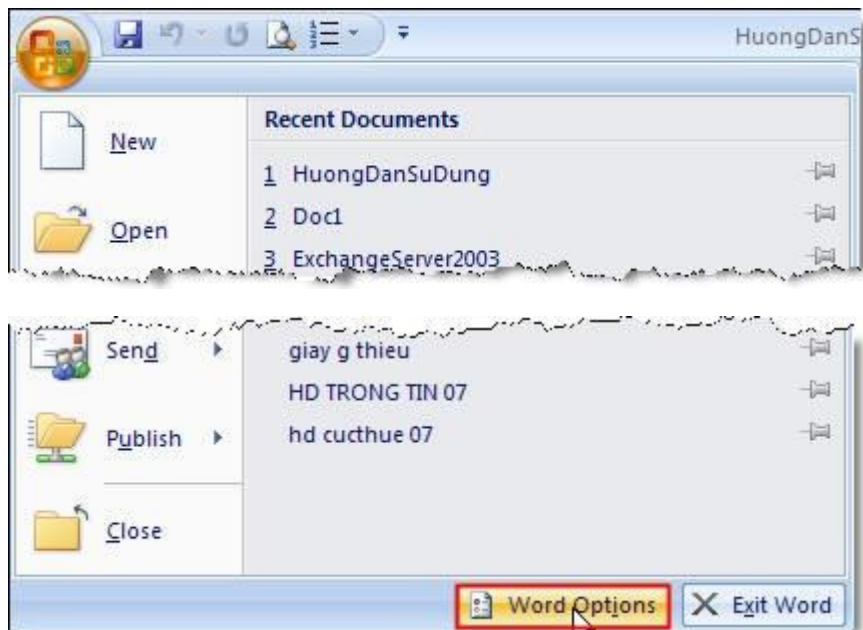 HuongDanS
New
Recent Documents
1 HuongDanSuDung
2 Doc1
Open
3 ExchangeServer2003
Send
giay g thieu
HD TRONG TIN 07
Publish
hd cucthue 07
Close
Word Options
Exit Word